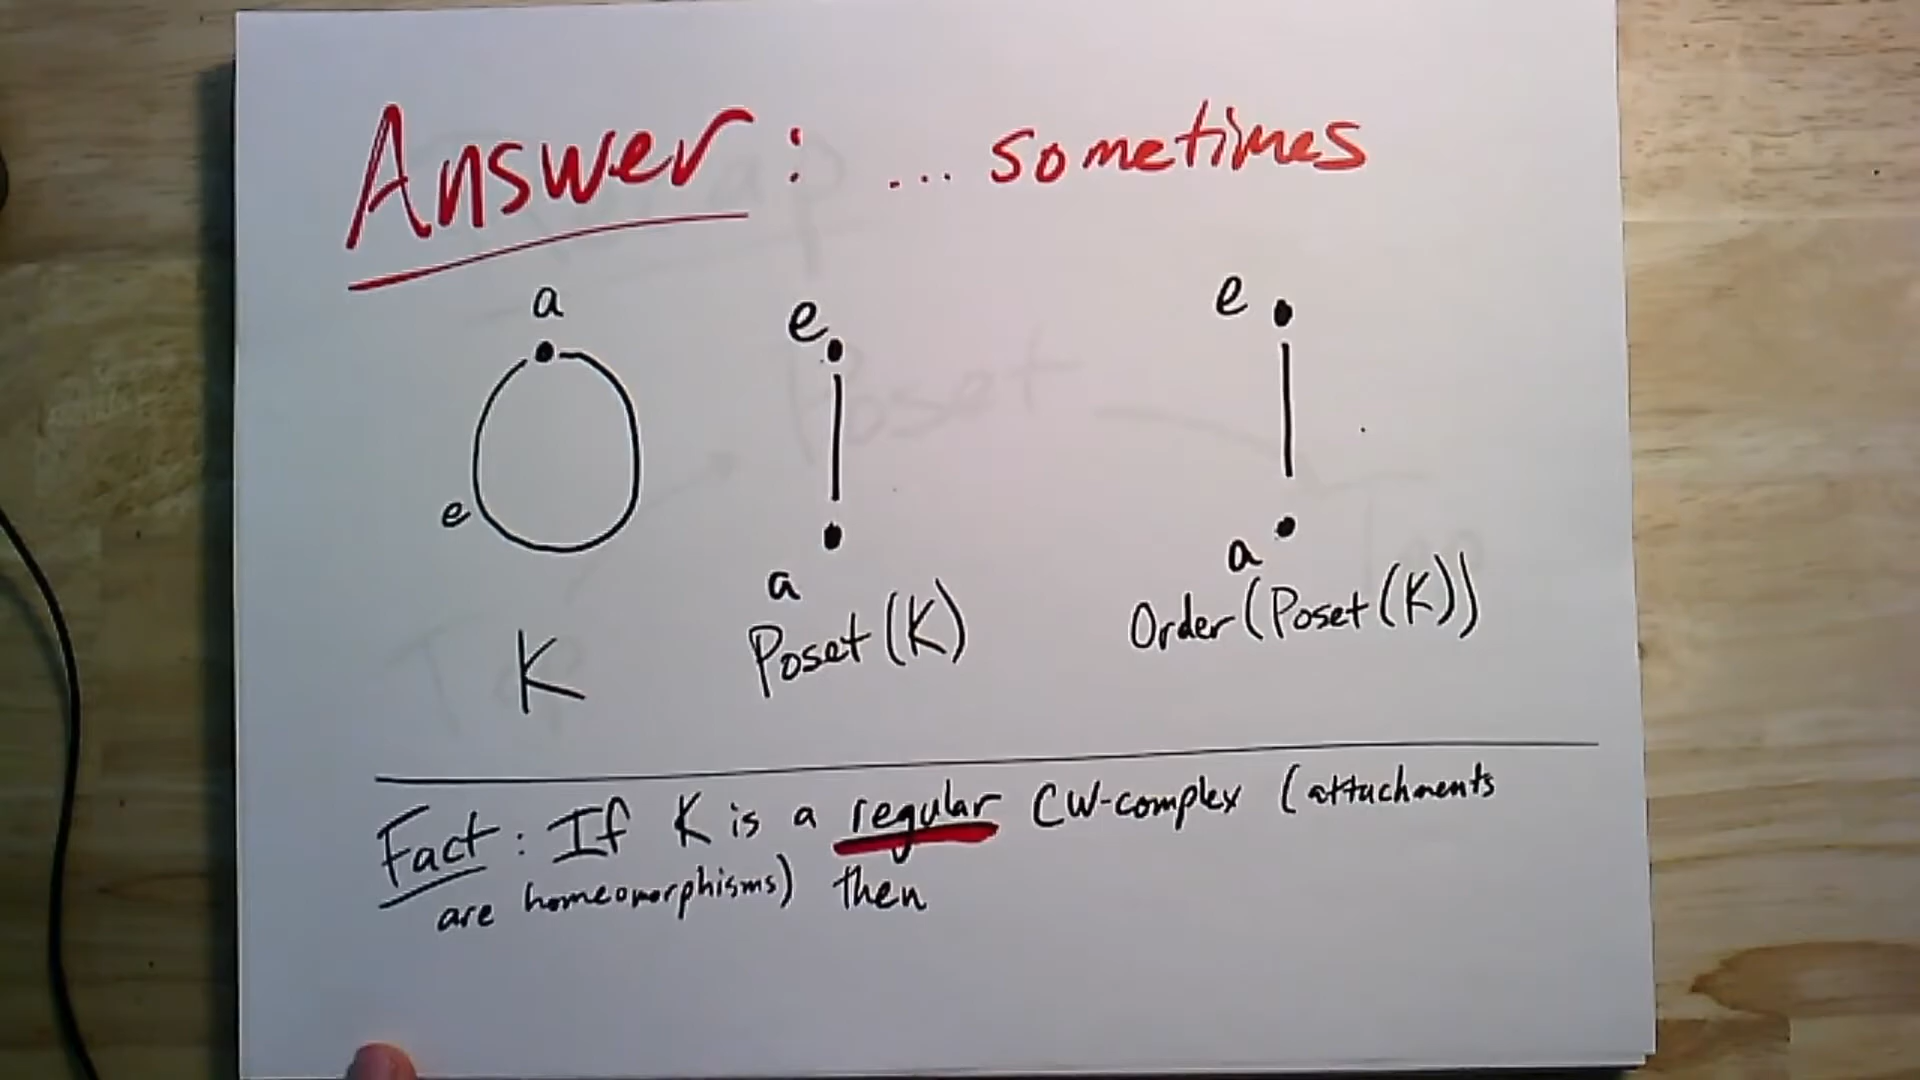 Answer: ... sometimes
a
e
K
e
a
Poset (K)
e
a
Order (Poset (K))
Fact: If K is a regular CW-complex (attachments
are homeomorphisms) then